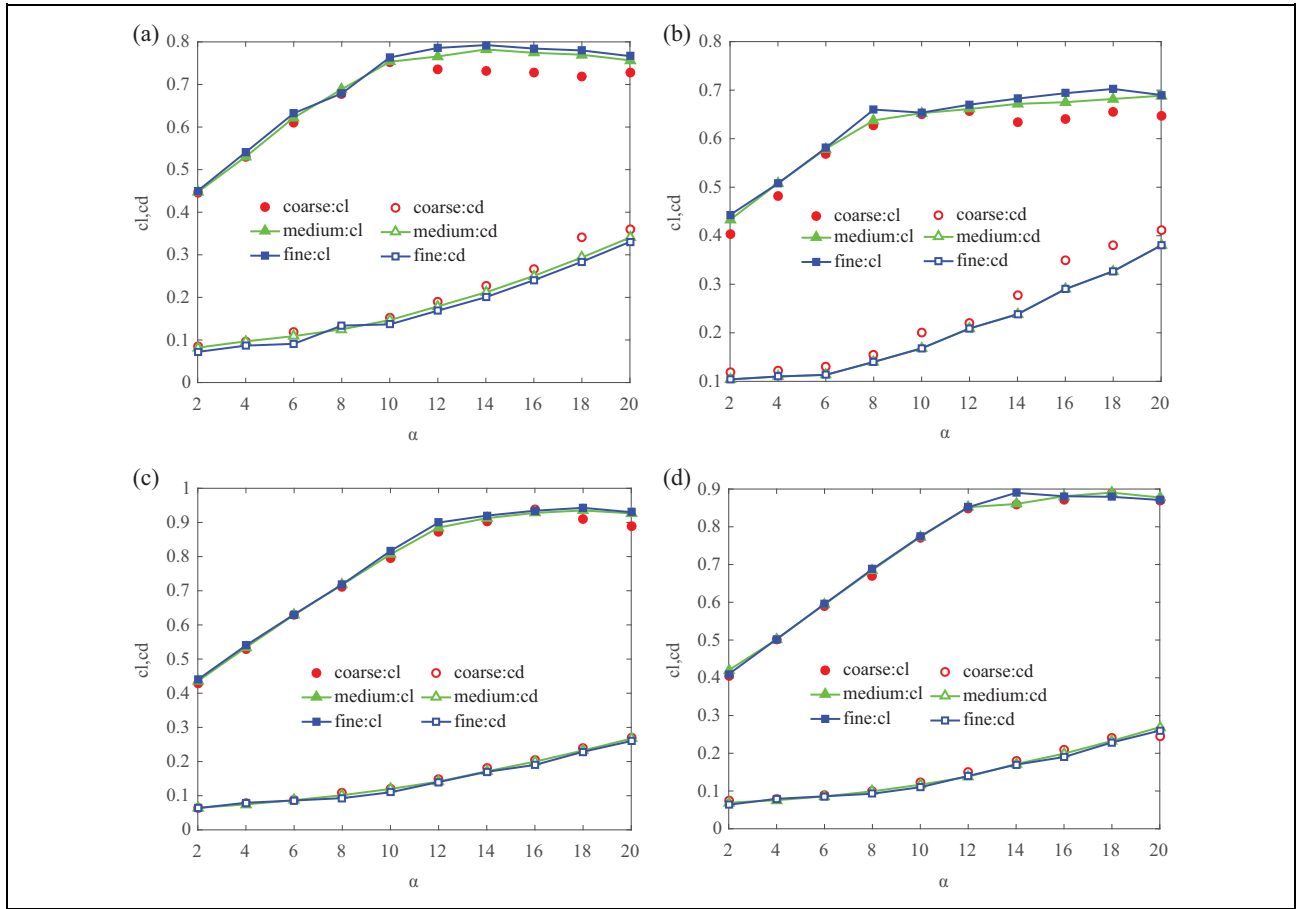 (a)
0.8
0.7
0.6
0.5
0.4
0.3
0.2
0.1
0
cl,cd
coarse:cl
coarse:cd
medium:cl
medium:cd
fine:cl
fine:cd
2 4 6 8 10 12 14 16 18 20
α
(b)
0.8
0.7
0.6
0.5
0.4
0.3
0.2
0.1
cl,cd
coarse:cl
coarse:cd
medium:cl
medium:cd
fine:cl
fine:cd
2 4 6 8 10 12 14 16 18 20
α
(c)
1
0.9
0.8
0.7
0.6
0.5
0.4
0.3
0.2
0.1
0
cl,cd
coarse:cl
coarse:cd
medium:cl
medium:cd
fine:cl
fine:cd
2 4 6 8 10 12 14 16 18 20
α
(d)
0.9
0.8
0.7
0.6
0.5
0.4
0.3
0.2
0.1
0
cl,cd
coarse:cl
coarse:cd
medium:cl
medium:cd
fine:cl
fine:cd
2 4 6 8 10 12 14 16 18 20
α